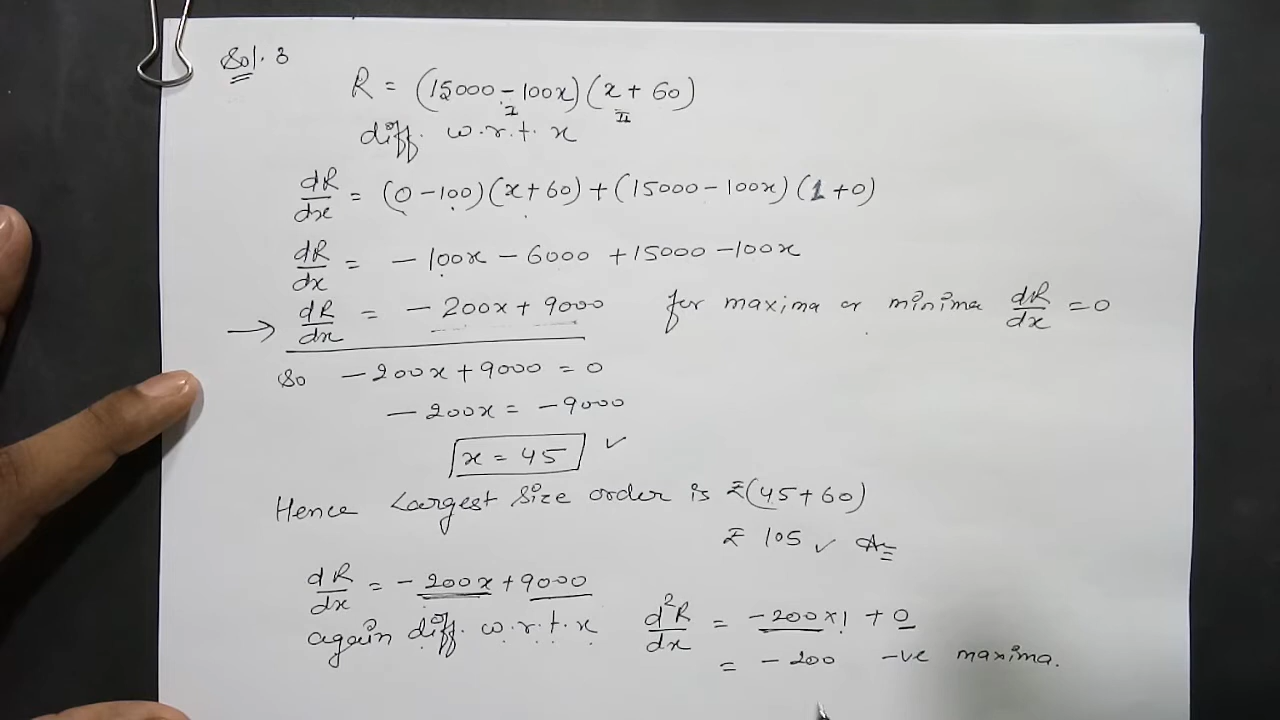 Sol. 3
R = (15000 - 100x)(x + 60)
I II
diff. w.r.t. x
dR/dx = (0 - 100)(x + 60) + (15000 - 100x)(1 + 0)
dR/dx = - 100x - 6000 + 15000 - 100x
→ dR/dx = - 200x + 9000 for maxima or minima dR/dx = 0
So - 200x + 9000 = 0
- 200x = - 9000
x = 45 ✓
Hence Largest Size order is ₹(45 + 60)
₹ 105 ✓ A
dR/dx = - 200x + 9000
again diff. w.r.t. x d²R/dx = - 200 × 1 + 0
= - 200 -ve maxima.